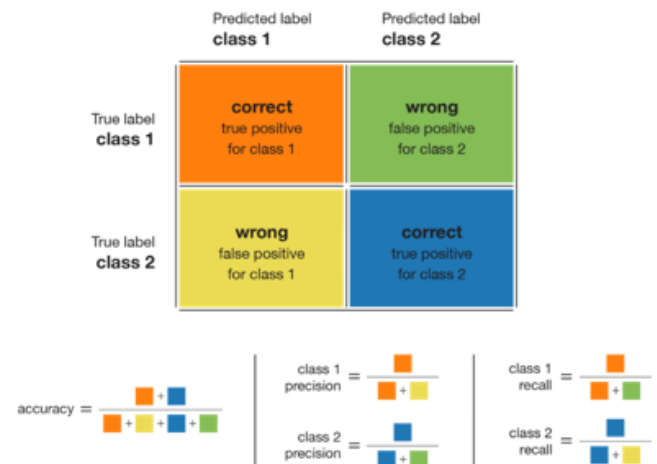 Predicted label Predicted label
class 1 class 2
True label
class 1
correct
true positive
for class 1
wrong
false positive
for class 2
True label
class 2
wrong
false positive
for class 1
correct
true positive
for class 2
accuracy = + + + +
class 1
precision = +
class 2
precision = +
class 1
recall = +
class 2
recall = +